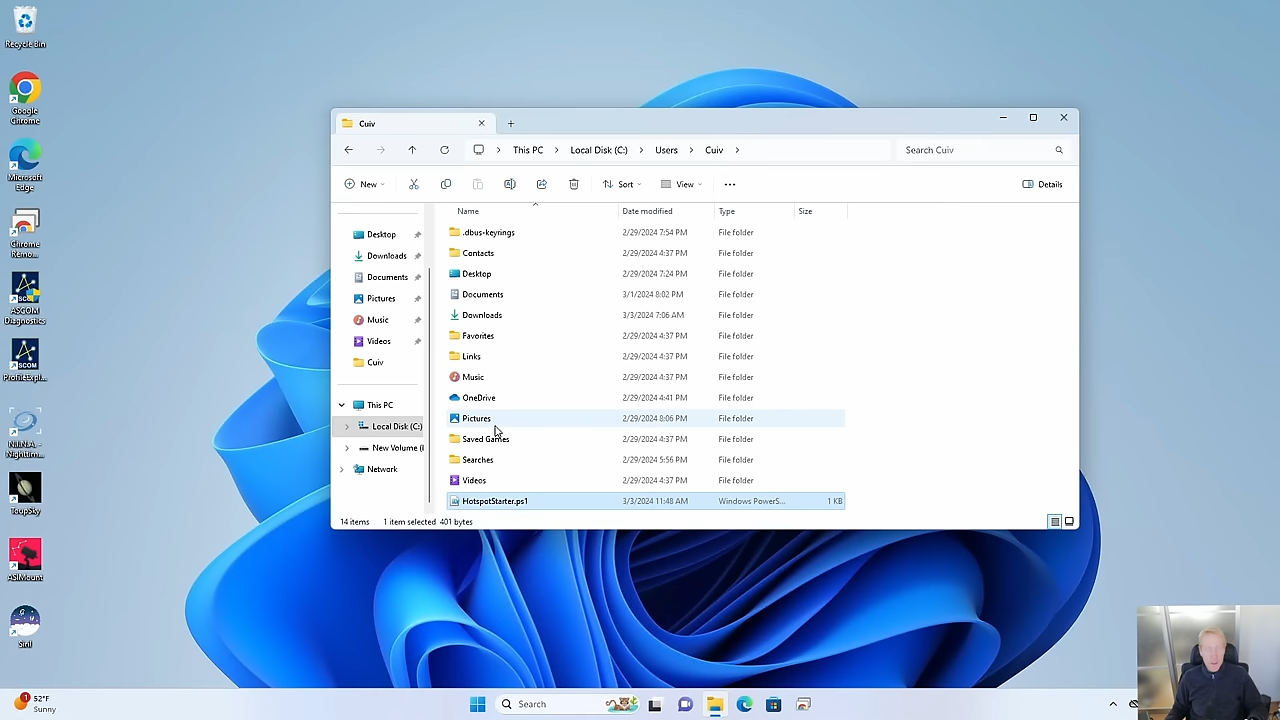 Recycle Bin
Google
Chrome
Microsoft
Edge
Chrome
Remo...
ASCOM
Diagnostics
ProfileExpl...
N.I.N.A. -
Nighttim...
ToupSky
ASIMount
Siril
Cuiv
This PC
Local Disk (C:)
Users
Cuiv
Search Cuiv
New
Sort
View
Details
Name
Date modified
Type
Size
Desktop
Downloads
Documents
Pictures
Music
Videos
Cuiv
This PC
Local Disk (C:)
New Volume (
Network
.dbus-keyrings 2/29/2024 7:54 PM File folder
Contacts 2/29/2024 4:37 PM File folder
Desktop 2/29/2024 7:24 PM File folder
Documents 3/1/2024 8:02 PM File folder
Downloads 3/3/2024 7:06 AM File folder
Favorites 2/29/2024 4:37 PM File folder
Links 2/29/2024 4:37 PM File folder
Music 2/29/2024 4:37 PM File folder
OneDrive 2/29/2024 4:41 PM File folder
Pictures 2/29/2024 8:06 PM File folder
Saved Games 2/29/2024 4:37 PM File folder
Searches 2/29/2024 5:56 PM File folder
Videos 2/29/2024 4:37 PM File folder
HotspotStarter.ps1 3/3/2024 11:48 AM Windows PowerS... 1 KB
14 items
1 item selected 401 bytes
52°F
Sunny
Search